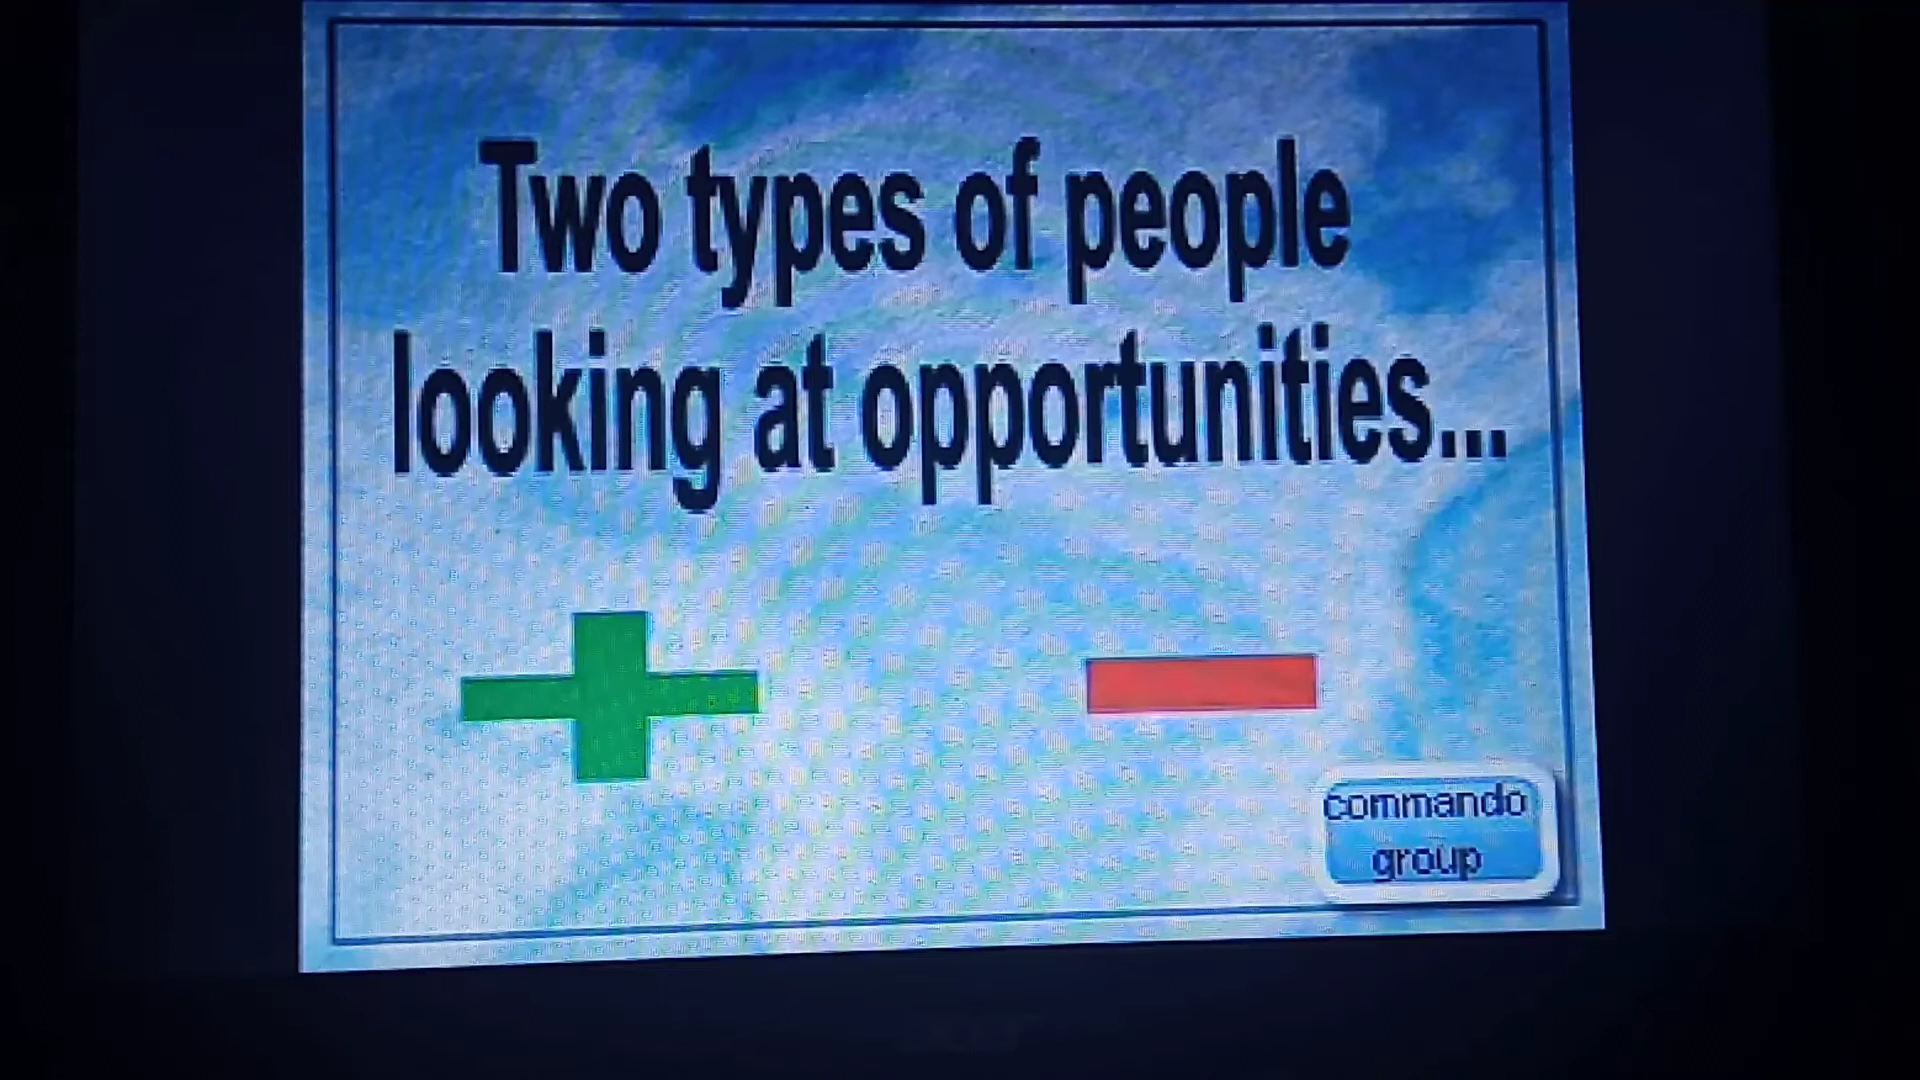 Two types of people
looking at opportunities...
commando
group